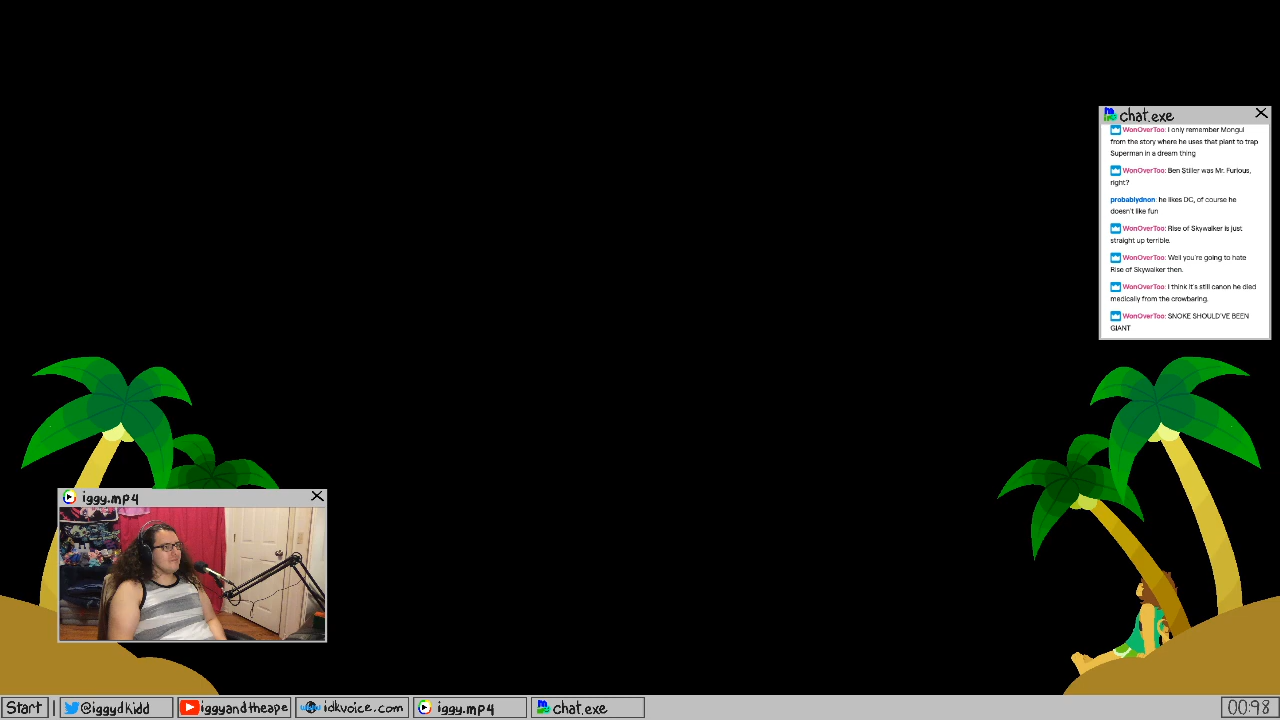 chat.exe
WonOverToo: I only remember Mongul
from the story where he uses that plant to trap
Superman in a dream thing
WonOverToo: Ben Stiller was Mr. Furious,
right?
probablydnon: he likes DC, of course he
doesn't like fun
WonOverToo: Rise of Skywalker is just
straight up terrible.
WonOverToo: Well you're going to hate
Rise of Skywalker then.
WonOverToo: I think it's still canon he died
medically from the crowbaring.
WonOverToo: SNOKE SHOULD'VE BEEN
GIANT
iggy.mp4
Start | @iggydkidd iggyandtheape idkvoice.com iggy.mp4 chat.exe 00:98